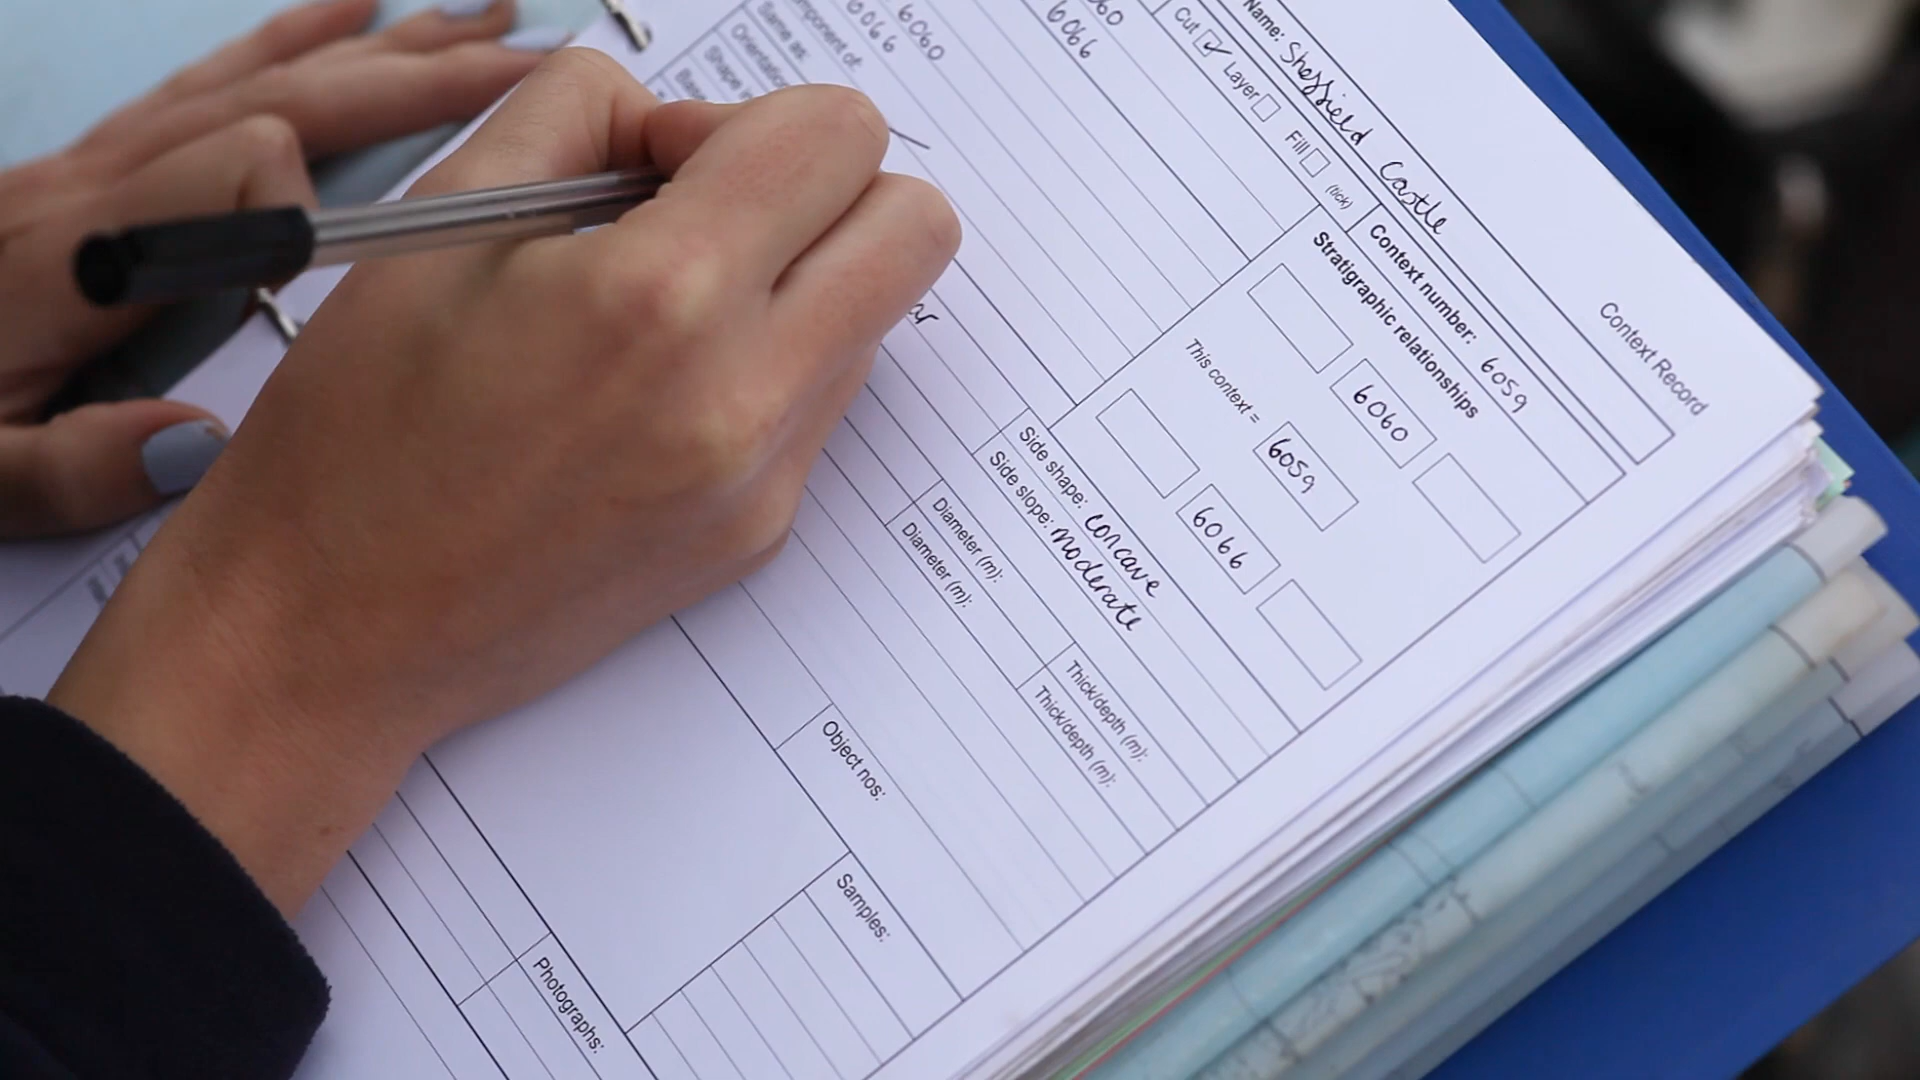 Context Record
Name: Sheffield Castle
Context number: 6059
Cut ☑ Layer ☐ Fill ☐ (tick)
Stratigraphic relationships
6060
This context = 6059
6066
6060
6066
6060
6066
Component of:
Same as:
Side shape: concave
Side slope: moderate
ar
Diameter (m):
Thick/depth (m):
Diameter (m):
Thick/depth (m):
Object nos:
Samples:
Photographs: